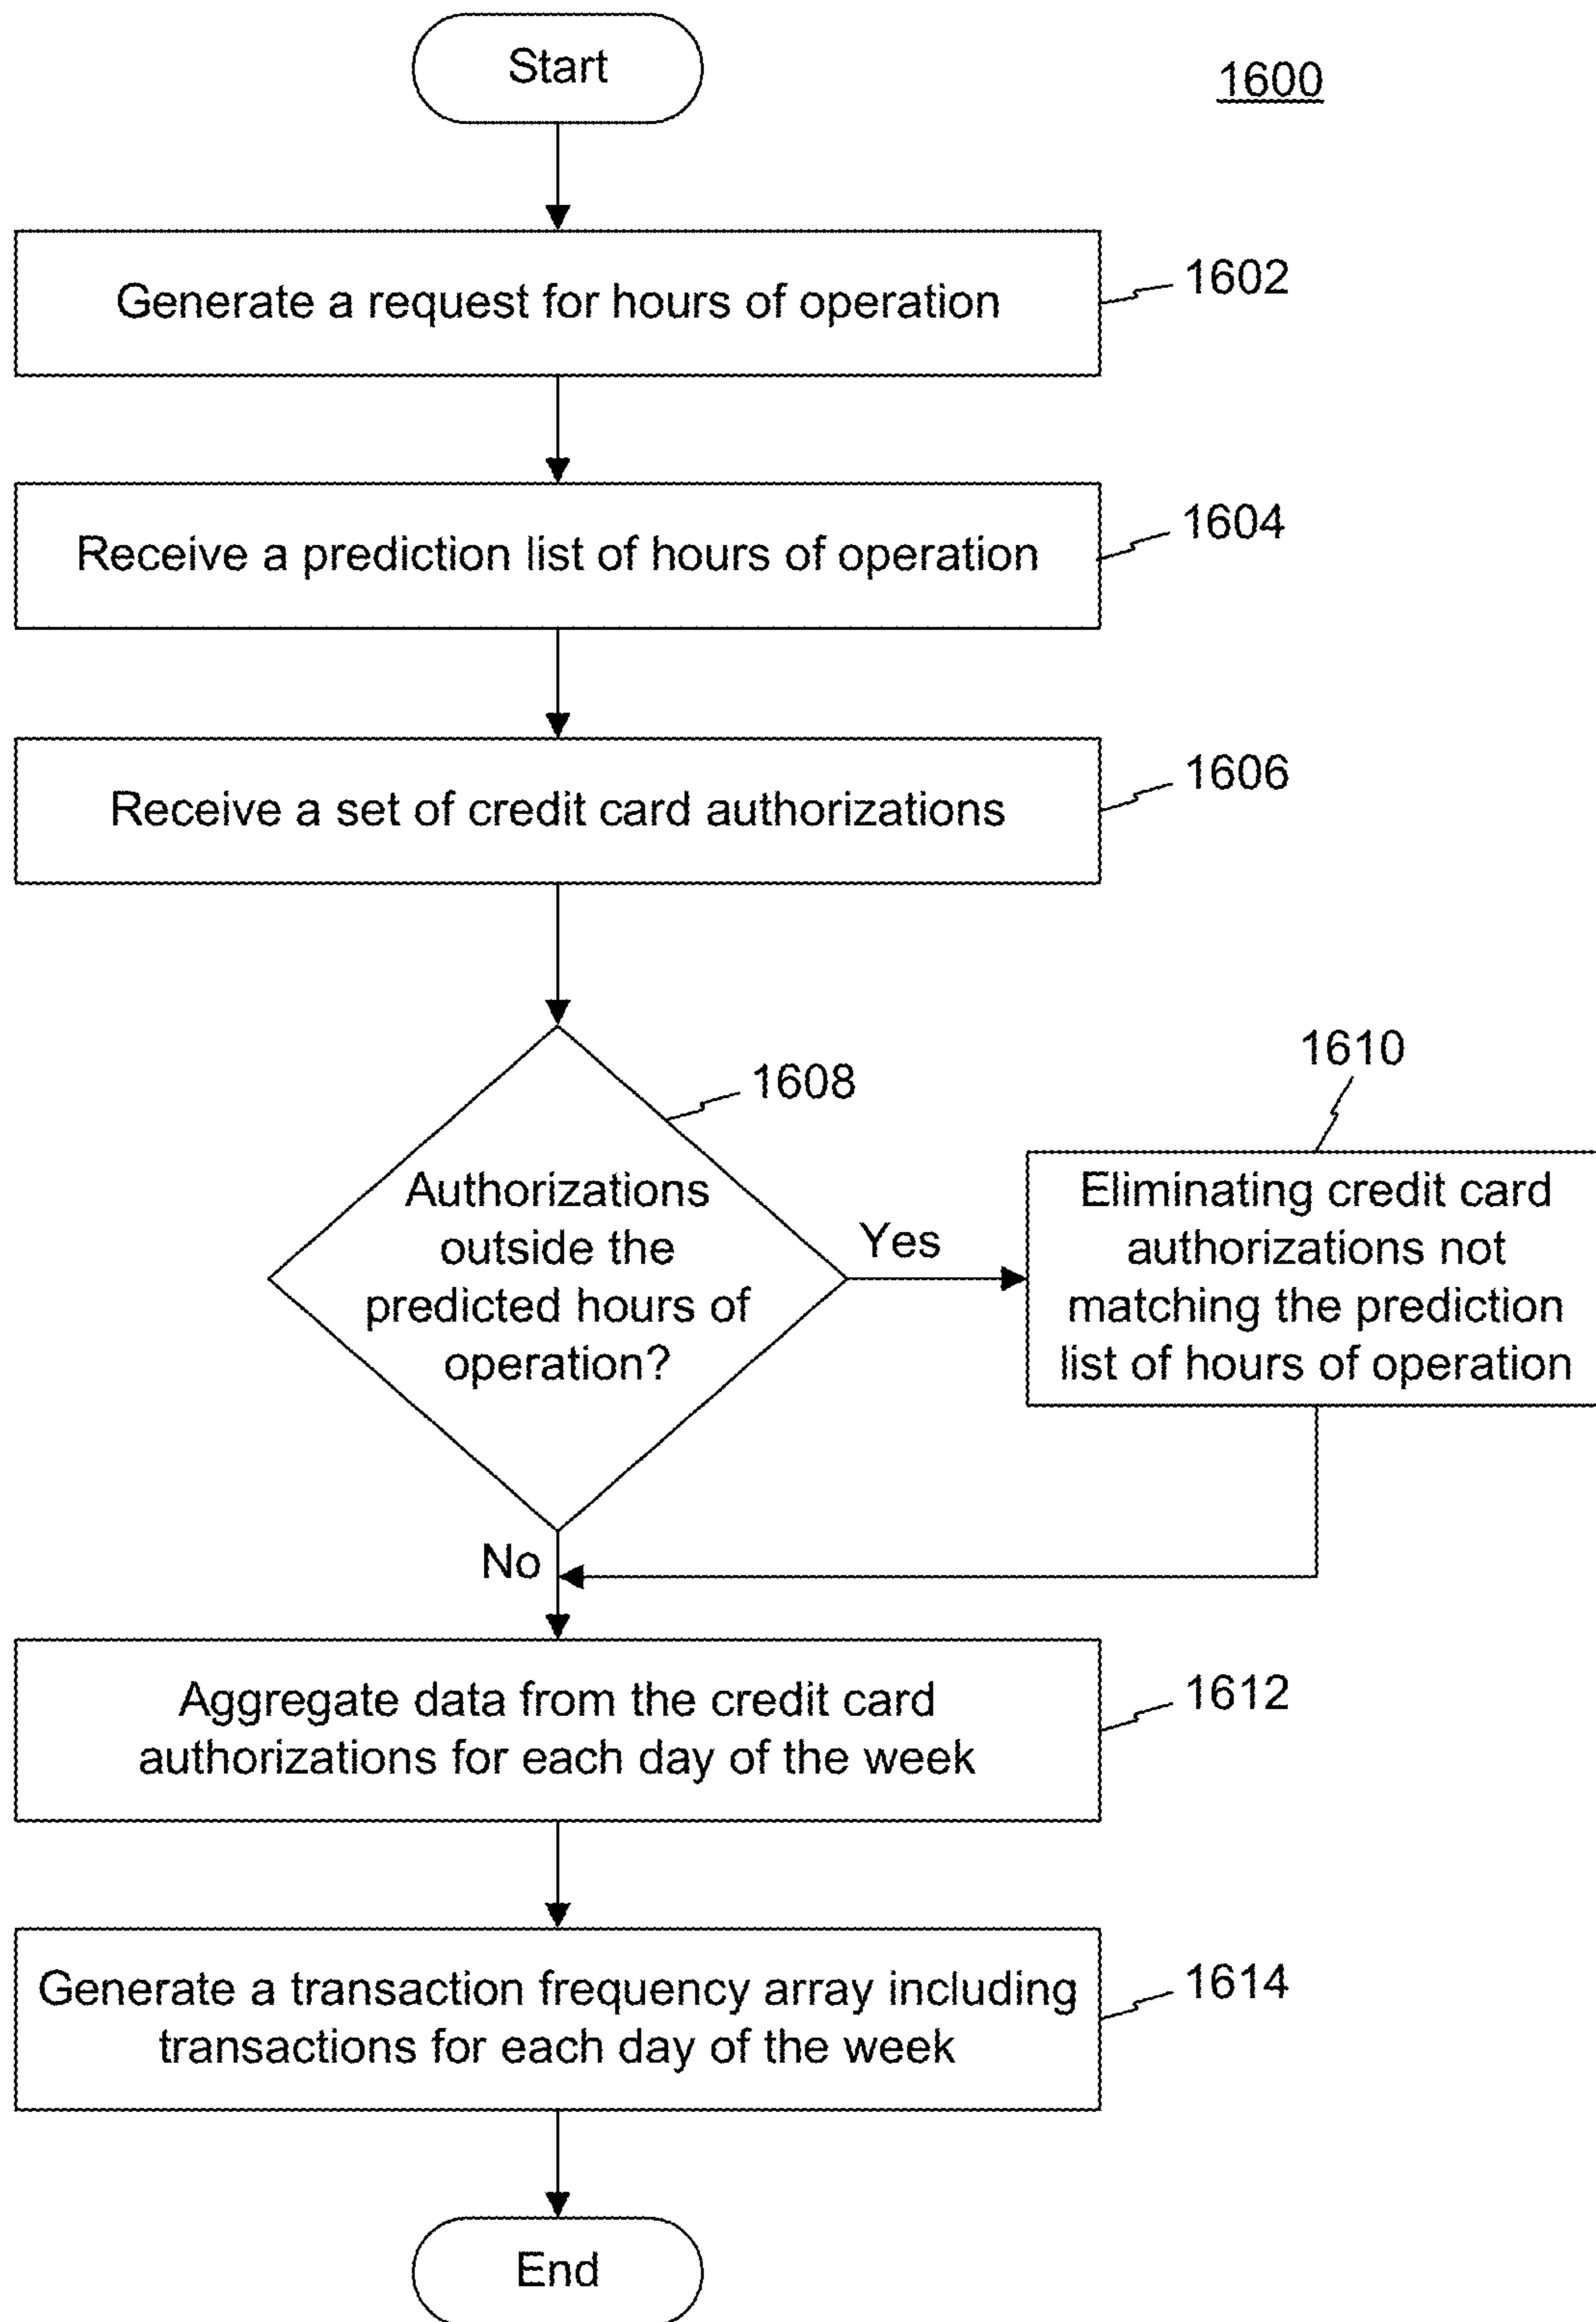 Start
1600
Generate a request for hours of operation
1602
Receive a prediction list of hours of operation
1604
Receive a set of credit card authorizations
1606
1608
Authorizations
outside the
predicted hours of
operation?
Yes
1610
Eliminating credit card
authorizations not
matching the prediction
list of hours of operation
No
Aggregate data from the credit card
authorizations for each day of the week
1612
Generate a transaction frequency array including
transactions for each day of the week
1614
End